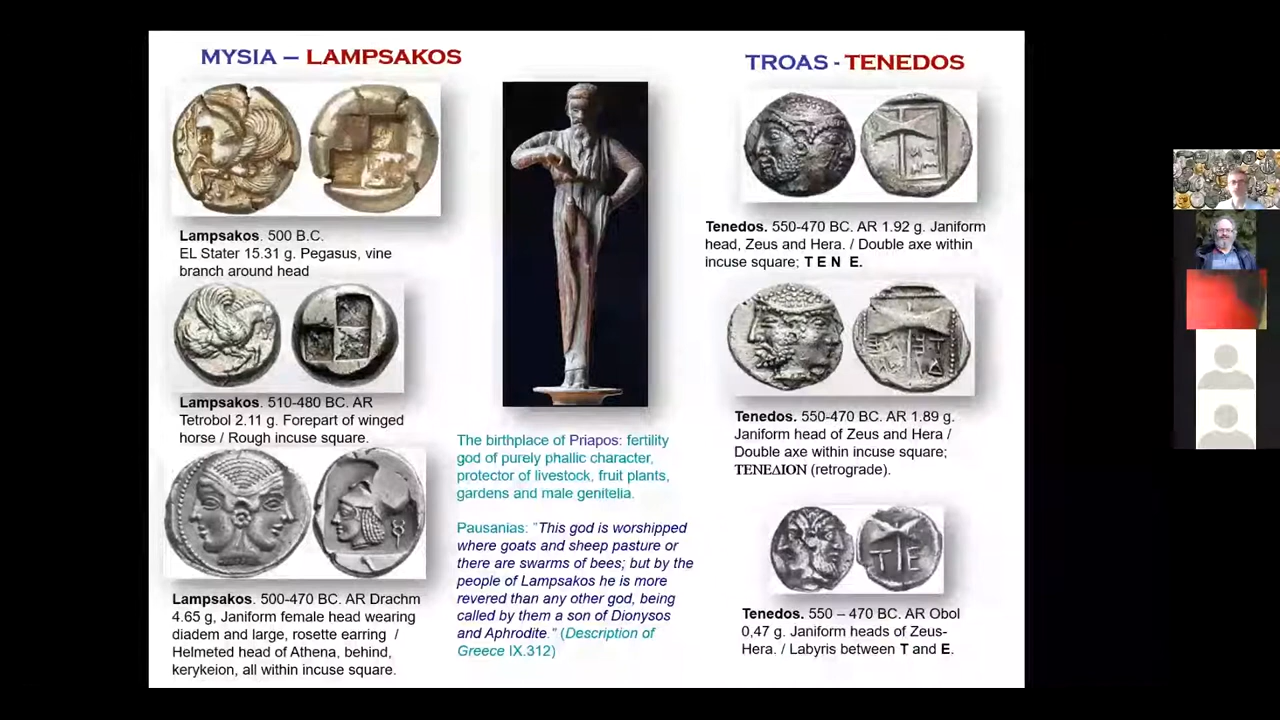 MYSIA – LAMPSAKOS
Lampsakos. 500 B.C.
EL Stater 15.31 g. Pegasus, vine
branch around head
Lampsakos. 510-480 BC. AR
Tetrobol 2.11 g. Forepart of winged
horse / Rough incuse square.
Lampsakos. 500-470 BC. AR Drachm
4.65 g, Janiform female head wearing
diadem and large, rosette earring /
Helmeted head of Athena, behind,
kerykeion, all within incuse square.
The birthplace of Priapos: fertility
god of purely phallic character,
protector of livestock, fruit plants,
gardens and male genitelia.
Pausanias: "This god is worshipped
where goats and sheep pasture or
there are swarms of bees; but by the
people of Lampsakos he is more
revered than any other god, being
called by them a son of Dionysos
and Aphrodite." (Description of
Greece IX.312)
TROAS - TENEDOS
Tenedos. 550-470 BC. AR 1.92 g. Janiform
head, Zeus and Hera. / Double axe within
incuse square; T E N E.
Tenedos. 550-470 BC. AR 1.89 g.
Janiform head of Zeus and Hera /
Double axe within incuse square;
ΤΕΝΕΔΙΟΝ (retrograde).
T E
Tenedos. 550 – 470 BC. AR Obol
0,47 g. Janiform heads of Zeus-
Hera. / Labyris between T and E.